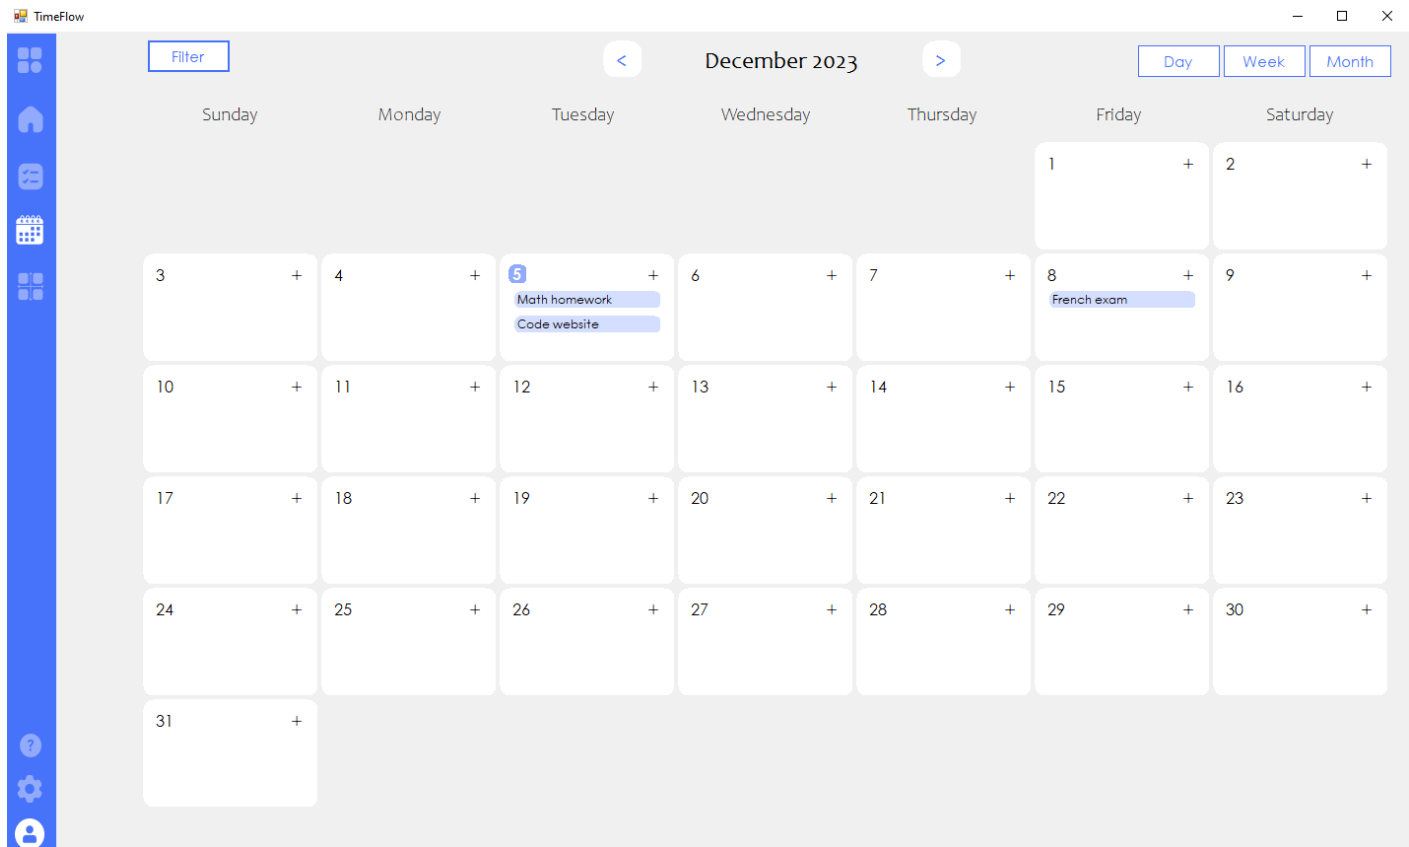 TimeFlow
Filter < December 2023 > Day Week Month
Sunday Monday Tuesday Wednesday Thursday Friday Saturday
1 + 2 +
3 + 4 + 5 + 6 + 7 + 8 + 9 +
Math homework French exam
Code website
10 + 11 + 12 + 13 + 14 + 15 + 16 +
17 + 18 + 19 + 20 + 21 + 22 + 23 +
24 + 25 + 26 + 27 + 28 + 29 + 30 +
31 +
?